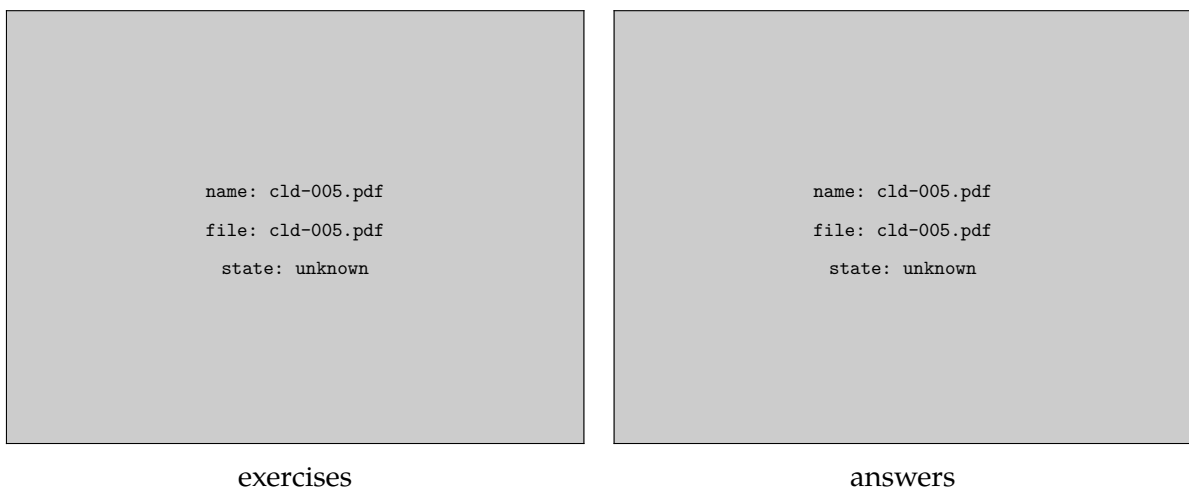 name: cld-005.pdf
file: cld-005.pdf
state: unknown
exercises
name: cld-005.pdf
file: cld-005.pdf
state: unknown
answers